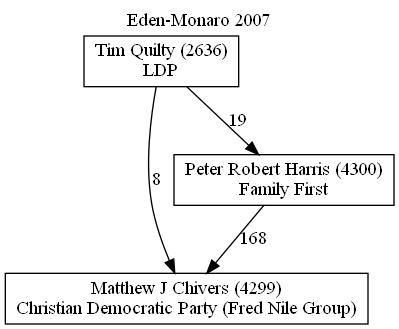 Eden-Monaro 2007
Tim Quilty (2636)
LDP
19
Peter Robert Harris (4300)
Family First
8
168
Matthew J Chivers (4299)
Christian Democratic Party (Fred Nile Group)